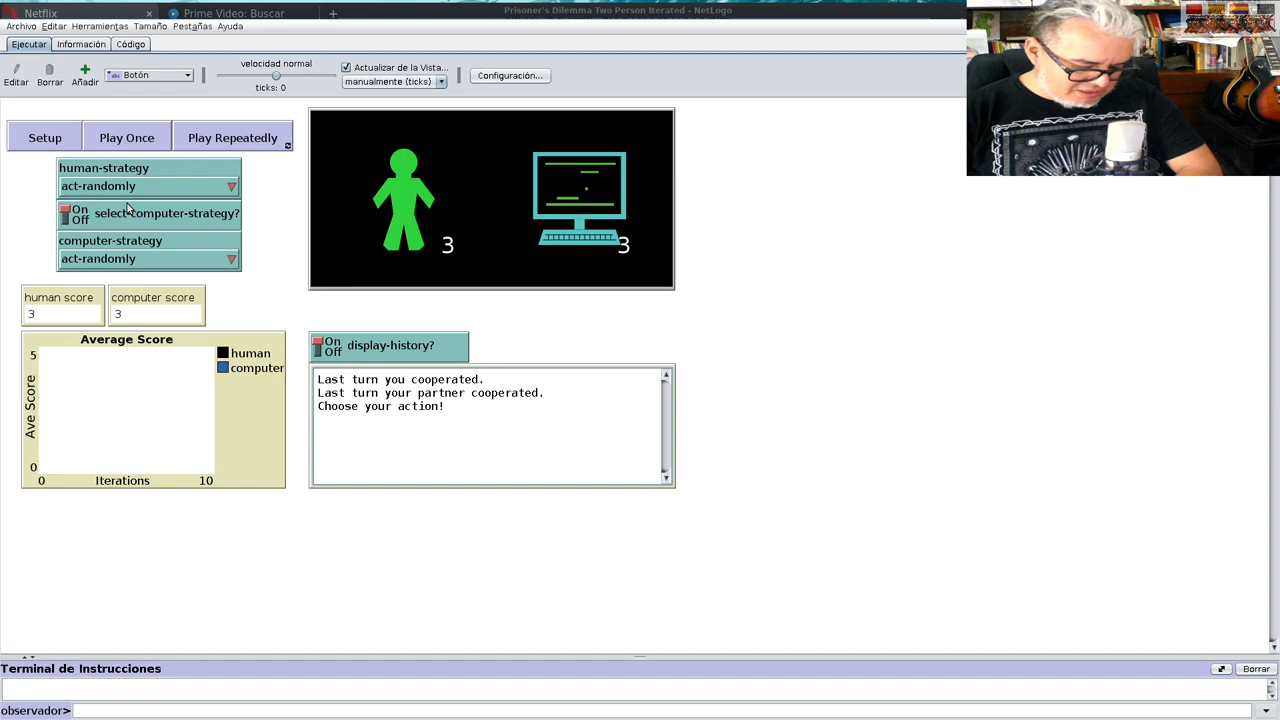 Netflix
Prime Video: Buscar
Prisoner's Dilemma Two Person Iterated - NetLogo
Archivo Editar Herramientas Tamaño Pestañas Ayuda
Ejecutar Información Código
Editar Borrar Añadir
Botón
velocidad normal
ticks: 0
Actualizar de la Vista...
manualmente (ticks)
Configuración...
Setup Play Once Play Repeatedly
human-strategy
act-randomly
On
Off
select-computer-strategy?
computer-strategy
act-randomly
3
3
human score
3
computer score
3
Average Score
5
Ave Score
0
0 Iterations 10
human
computer
On
Off
display-history?
Last turn you cooperated.
Last turn your partner cooperated.
Choose your action!
Terminal de Instrucciones
Borrar
observador>